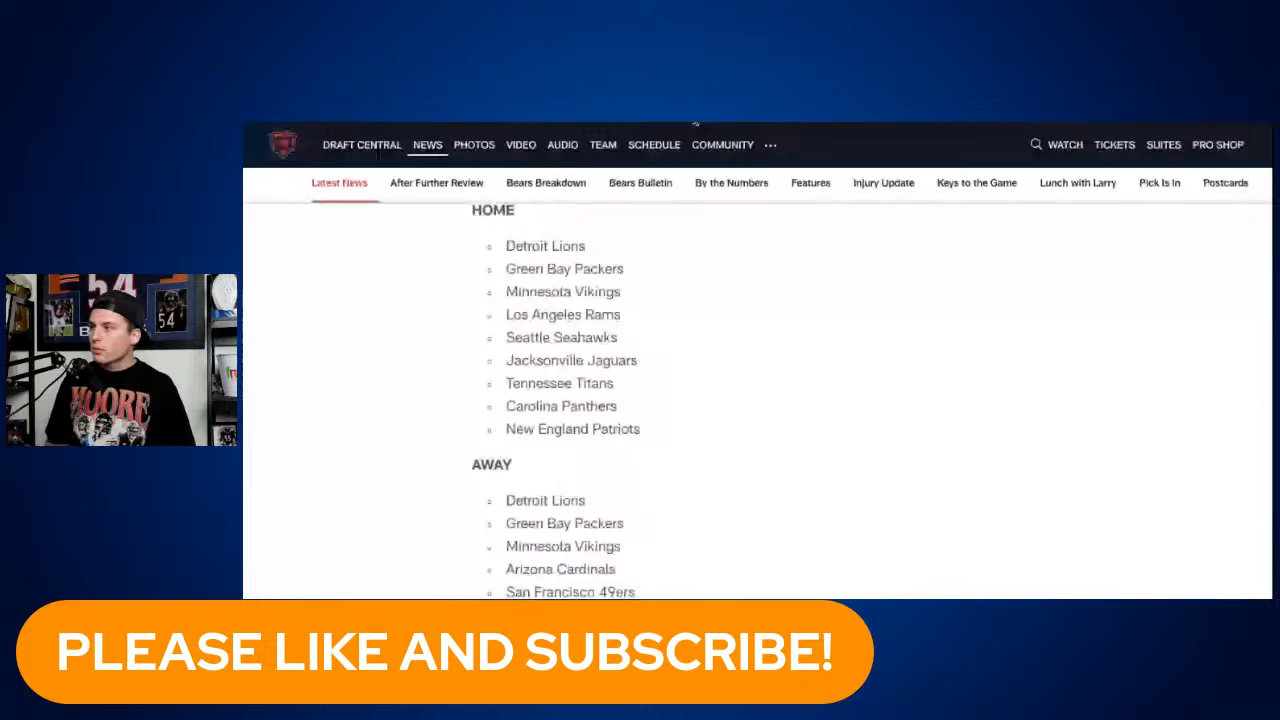 DRAFT CENTRAL NEWS PHOTOS VIDEO AUDIO TEAM SCHEDULE COMMUNITY ••• WATCH TICKETS SUITES PRO SHOP
Latest News After Further Review Bears Breakdown Bears Bulletin By the Numbers Features Injury Update Keys to the Game Lunch with Larry Pick Is In Postcards
HOME
Detroit Lions
Green Bay Packers
Minnesota Vikings
Los Angeles Rams
Seattle Seahawks
Jacksonville Jaguars
Tennessee Titans
Carolina Panthers
New England Patriots
AWAY
Detroit Lions
Green Bay Packers
Minnesota Vikings
Arizona Cardinals
San Francisco 49ers
54
54
MOORE
PLEASE LIKE AND SUBSCRIBE!